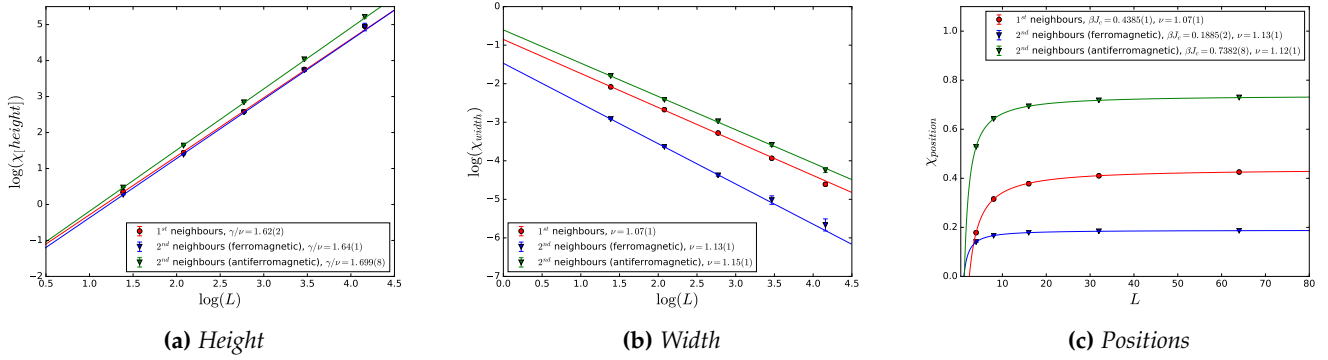 log(χ[height])
5
4
3
2
1
0
−1
−2
0.5 1.0 1.5 2.0 2.5 3.0 3.5 4.0 4.5
log(L)
1st neighbours, γ/ν=1.62(2)
2nd neighbours (ferromagnetic), γ/ν=1.64(1)
2nd neighbours (antiferromagnetic), γ/ν=1.699(8)
(a) Height
log(χwidth)
1
0
−1
−2
−3
−4
−5
−6
−7
0.0 0.5 1.0 1.5 2.0 2.5 3.0 3.5 4.0 4.5
log(L)
1st neighbours, ν=1.07(1)
2nd neighbours (ferromagnetic), ν=1.13(1)
2nd neighbours (antiferromagnetic), ν=1.15(1)
(b) Width
χposition
1st neighbours, βJc=0.4385(1), ν=1.07(1)
2nd neighbours (ferromagnetic) βJc=0.1885(2), ν=1.13(1)
2nd neighbours (antiferromagnetic), βJc=0.7382(8), ν=1.12(1)
1.0
0.8
0.6
0.4
0.2
0.0
10 20 30 40 50 60 70 80
L
(c) Positions